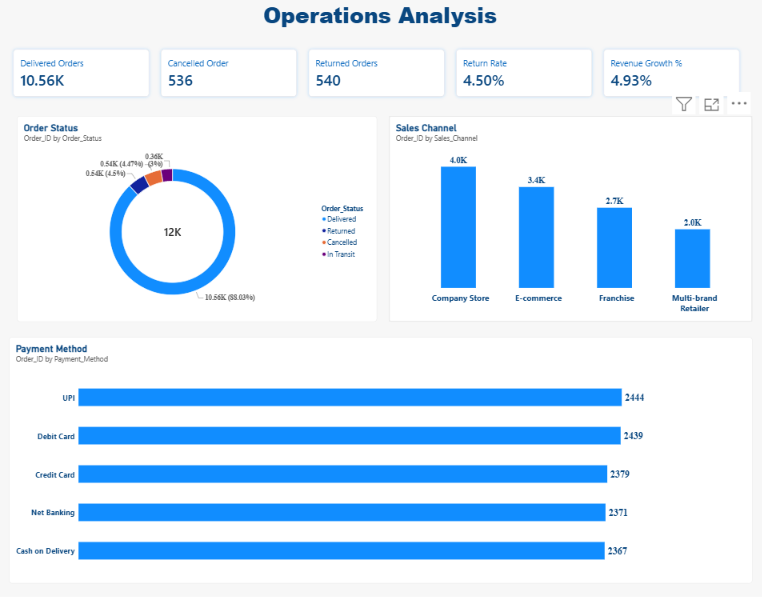 Operations Analysis
Delivered Orders
10.56K
Cancelled Order
536
Returned Orders
540
Return Rate
4.50%
Revenue Growth %
4.93%
Order Status
Order_ID by Order_Status
0.36K
(3%)
0.54K (4.47%)
0.54K (4.5%)
12K
10.56K (88.03%)
Order_Status
Delivered
Returned
Cancelled
In Transit
Sales Channel
Order_ID by Sales_Channel
4.0K
3.4K
2.7K
2.0K
Company Store
E-commerce
Franchise
Multi-brand
Retailer
Payment Method
Order_ID by Payment_Method
UPI 2444
Debit Card 2439
Credit Card 2379
Net Banking 2371
Cash on Delivery 2367